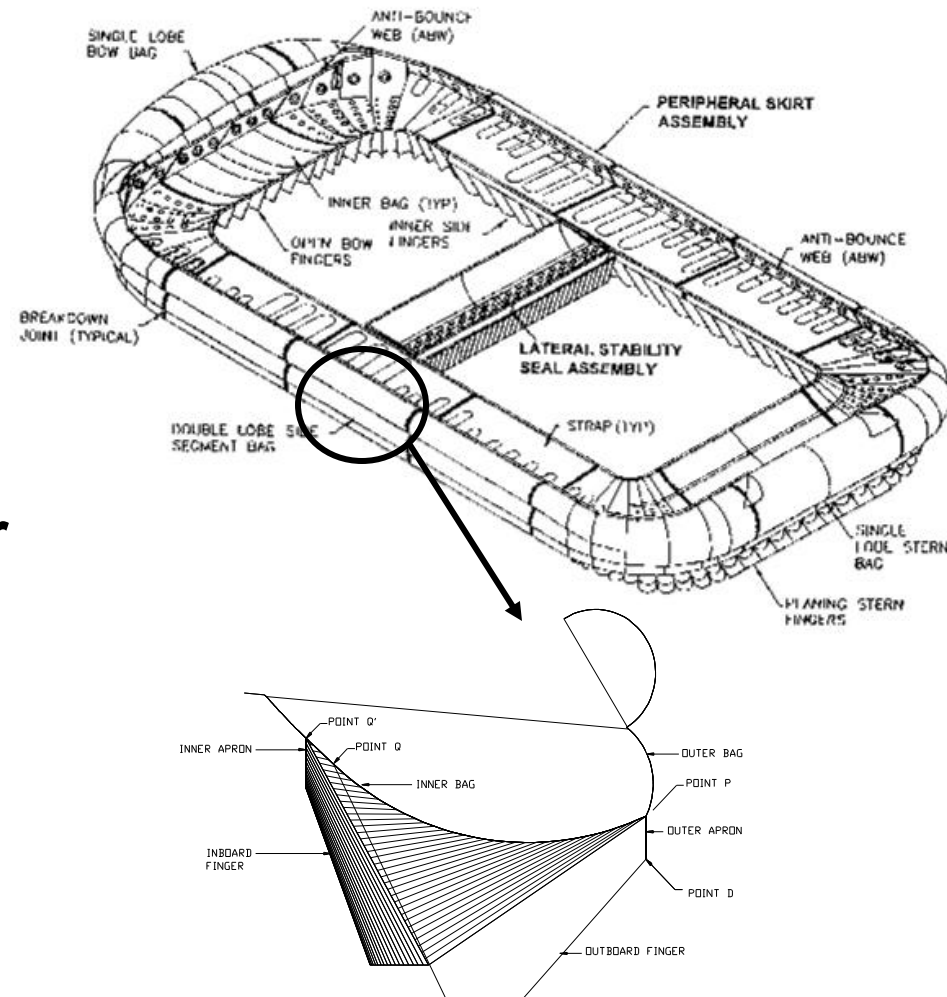 ANTI-BOUNCE
WEB (ABW)
SINGLE LOBE
BOW BAG
PERIPHERAL SKIRT
ASSEMBLY
INNER BAG (TYP)
INNER SIDE
FINGERS
OPEN BOW
FINGERS
ANTI-BOUNCE
WEB (ABW)
BREAKDOWN
JOINT (TYPICAL)
LATERAL STABILITY
SEAL ASSEMBLY
DOUBLE LOBE SIDE
SEGMENT BAG
STRAP (TYP)
SINGLE
LOBE STERN
BAG
PLANING STERN
FINGERS
POINT Q'
INNER APRON
POINT Q
OUTER BAG
INNER BAG
POINT P
OUTER APRON
INBOARD
FINGER
POINT D
OUTBOARD FINGER